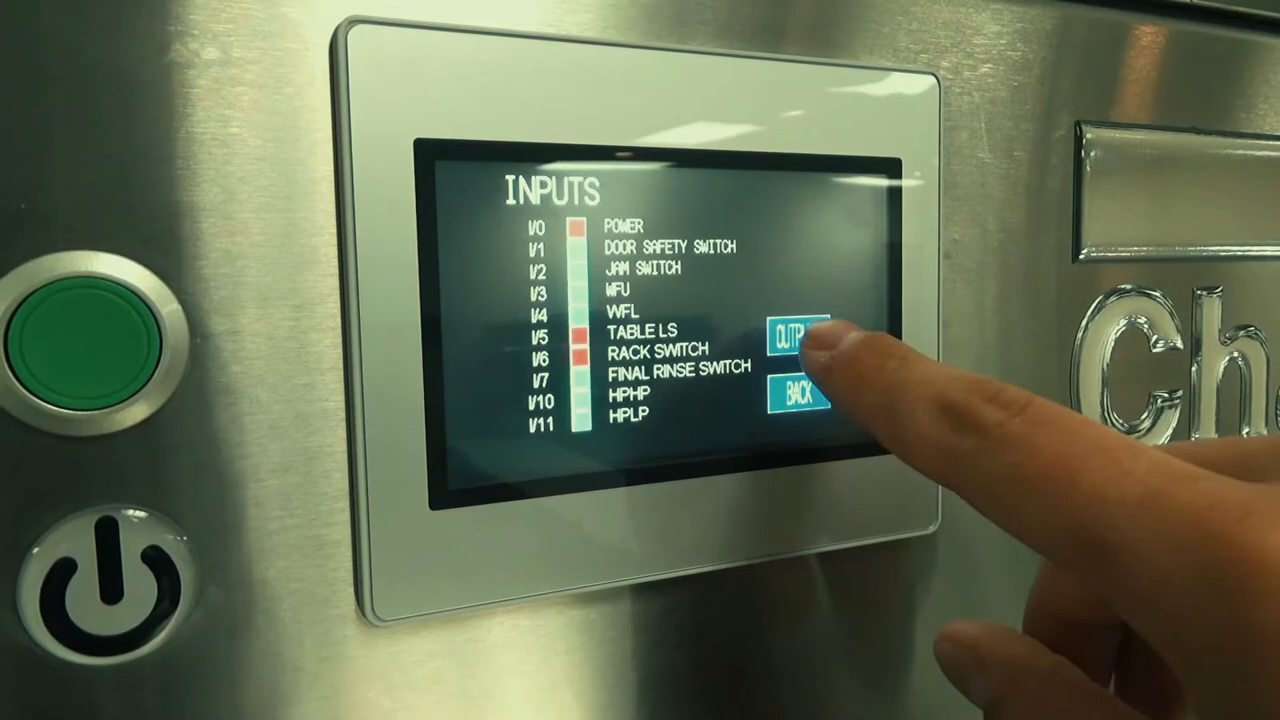 INPUTS
I/0 POWER
I/1 DOOR SAFETY SWITCH
I/2 JAM SWITCH
I/3 WFU
I/4 WFL
I/5 TABLE LS
I/6 RACK SWITCH
I/7 FINAL RINSE SWITCH
I/10 HPHP
I/11 HPLP
BACK
Ch